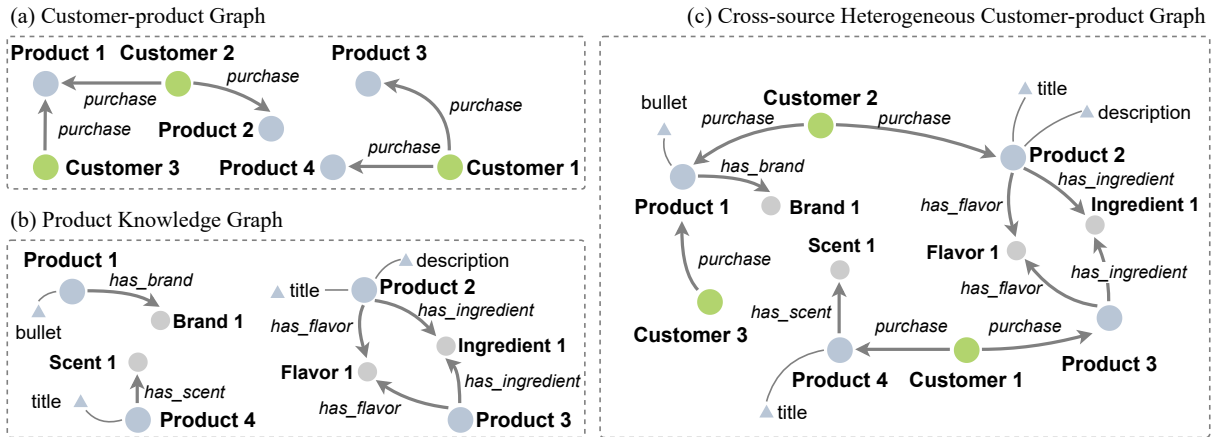 (a) Customer-product Graph
Product 1 Customer 2 Product 3
purchase
purchase
purchase
purchase
Product 2
purchase
Customer 3 Product 4 Customer 1
(b) Product Knowledge Graph
Product 1
has_brand
bullet
Brand 1
Scent 1
has_scent
title
Product 4
description
title
Product 2
has_flavor
has_ingredient
Ingredient 1
Flavor 1
has_ingredient
has_flavor
Product 3
(c) Cross-source Heterogeneous Customer-product Graph
title
bullet
Customer 2
description
purchase
purchase
Product 2
has_brand
has_ingredient
Product 1
Brand 1
has_flavor
Ingredient 1
Scent 1
Flavor 1
purchase
has_ingredient
has_flavor
has_scent
Customer 3
purchase
purchase
Product 3
Product 4
Customer 1
title